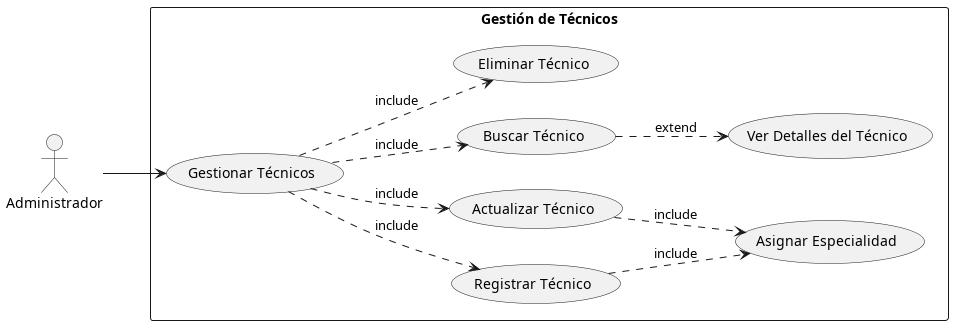 Gestión de Técnicos
Eliminar Técnico
include
Buscar Técnico
extend
Ver Detalles del Técnico
include
Gestionar Técnicos
Administrador
include
Actualizar Técnico
include
Asignar Especialidad
include
Registrar Técnico
include